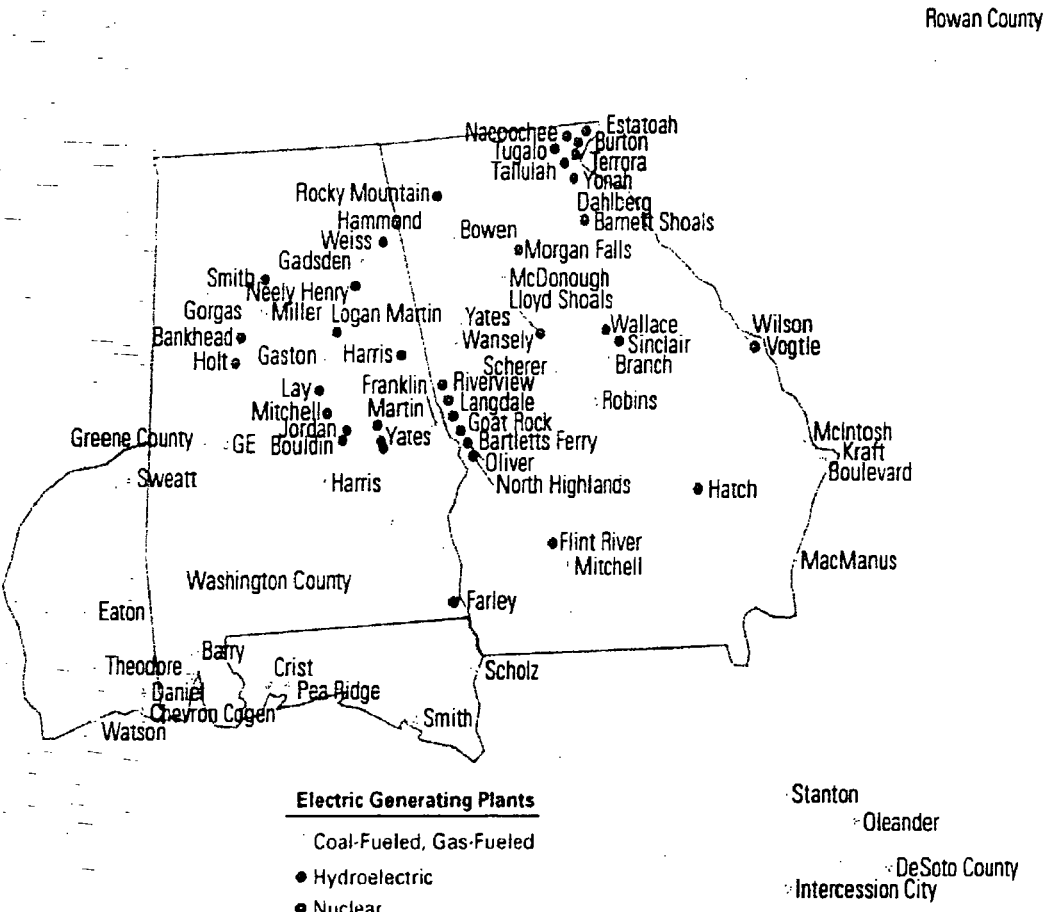 Rowan County
Estatoah
Nacoochee
Burton
Tugalo
Terrora
Tallulah
Yonah
Rocky Mountain
Dahlberg
Hammond
Barnett Shoals
Bowen
Weiss
Morgan Falls
Gadsden
Smith
McDonough
Neely Henry
Lloyd Shoals
Gorgas
Miller
Logan Martin
Yates
Wallace
Wilson
Bankhead
Wansely
Sinclair
Vogtle
Holt
Gaston
Harris
Scherer
Branch
Lay
Franklin
Riverview
Mitchell
Martin
Langdale
Robins
Jordan
Goat Rock
Greene County
GE
Bouldin
Yates
Bartletts Ferry
McIntosh
Kraft
Boulevard
Oliver
Sweatt
Harris
North Highlands
Hatch
Flint River
Mitchell
MacManus
Washington County
Farley
Eaton
Barry
Theodore
Crist
Scholz
Daniel
Pea Ridge
Chevron Cogen
Smith
Watson
Electric Generating Plants
Coal-Fueled, Gas-Fueled
Hydroelectric
Nuclear
Stanton
Oleander
DeSoto County
Intercession City